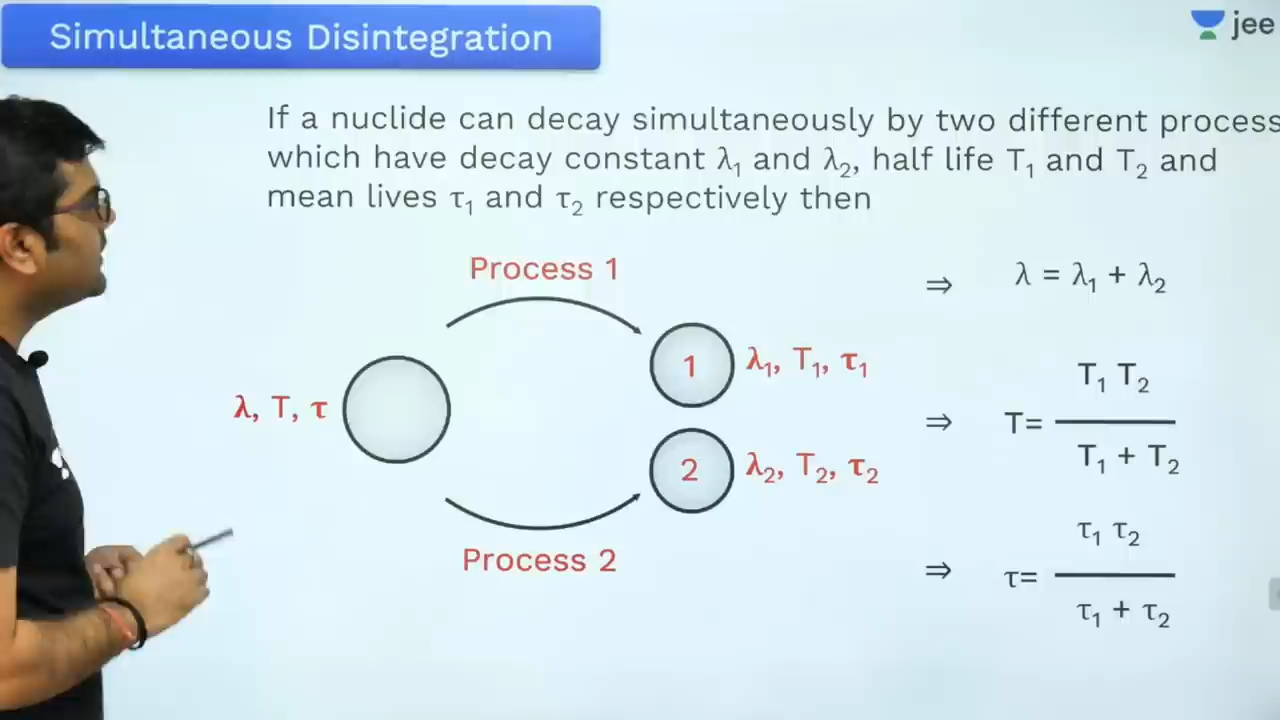 Simultaneous Disintegration
jee
If a nuclide can decay simultaneously by two different process
which have decay constant λ₁ and λ₂, half life T₁ and T₂ and
mean lives τ₁ and τ₂ respectively then
Process 1
⇒ λ = λ₁ + λ₂
1 λ₁, T₁, τ₁
λ, T, τ
⇒ T= T₁ T₂
T₁ + T₂
2 λ₂, T₂, τ₂
Process 2
⇒ τ= τ₁ τ₂
τ₁ + τ₂